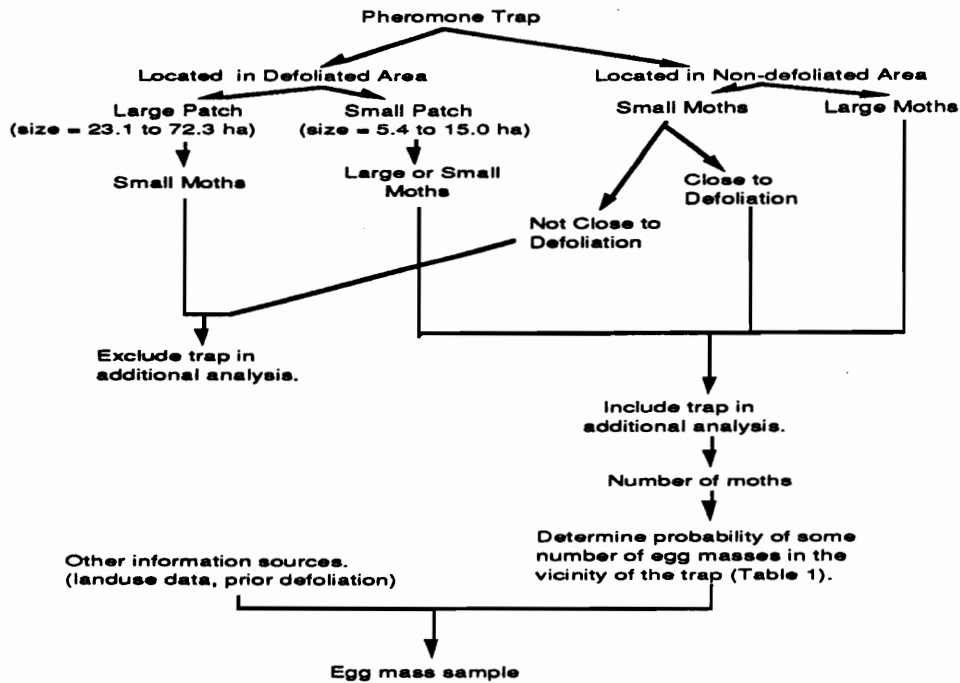 Pheromone Trap
Located in Defoliated Area
Located in Non-defoliated Area
Large Patch
(size = 23.1 to 72.3 ha)
Small Patch
(size = 5.4 to 15.0 ha)
Small Moths
Large Moths
Small Moths
Large or Small
Moths
Close to
Defoliation
Not Close to
Defoliation
Exclude trap in
additional analysis.
Include trap in
additional analysis.
Number of moths
Determine probability of some
number of egg masses in the
vicinity of the trap (Table 1).
Other information sources.
(landuse data, prior defoliation)
Egg mass sample